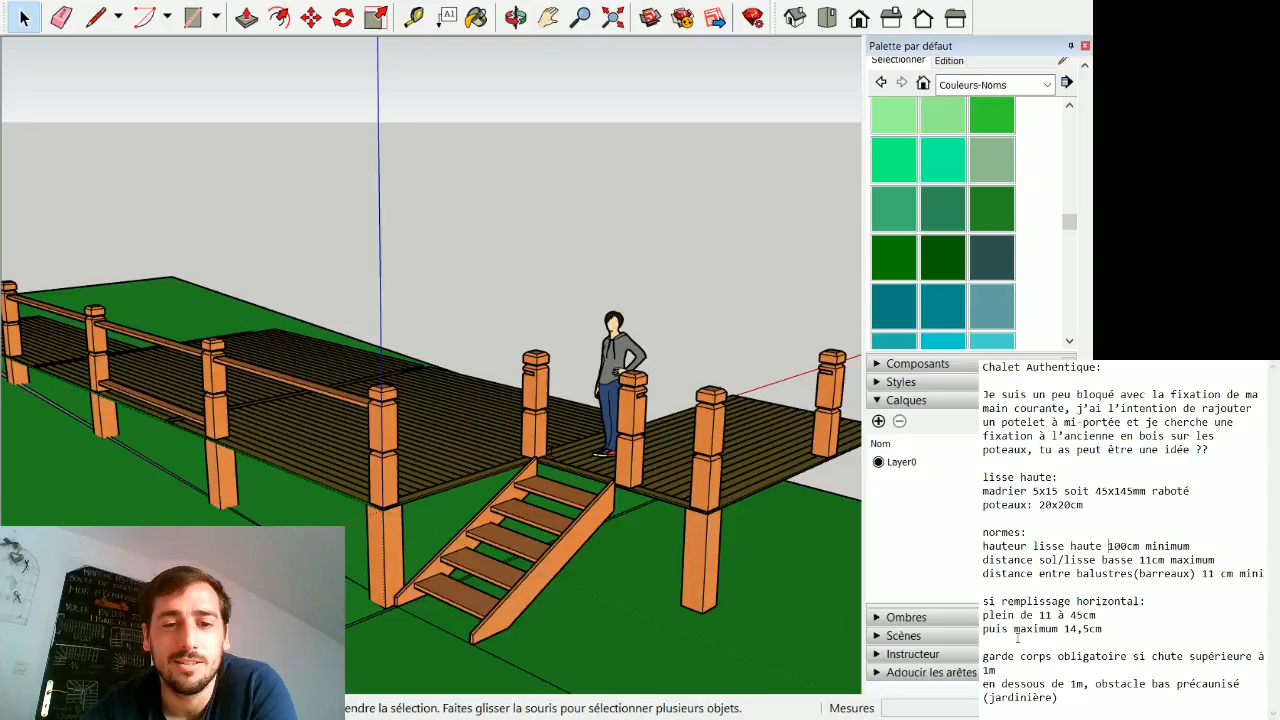 A1
Palette par défaut
Sélectionner Edition
Couleurs-Noms
Composants
Styles
Calques
Nom
Layer0
Ombres
Scènes
Instructeur
Adoucir les arêtes
Chalet Authentique:
Je suis un peu bloqué avec la fixation de ma
main courante, j'ai l'intention de rajouter
un potelet à mi-portée et je cherche une
fixation à l'ancienne en bois sur les
poteaux, tu as peut être une idée ??
lisse haute:
madrier 5x15 soit 45x145mm raboté
poteaux: 20x20cm
normes:
hauteur lisse haute 100cm minimum
distance sol/lisse basse 11cm maximum
distance entre balustres(barreaux) 11 cm mini
si remplissage horizontal:
plein de 11 à 45cm
puis maximum 14,5cm
garde corps obligatoire si chute supérieure à
1m
en dessous de 1m, obstacle bas précaunisé
(jardinière)
endre la sélection. Faites glisser la souris pour sélectionner plusieurs objets.
Mesures